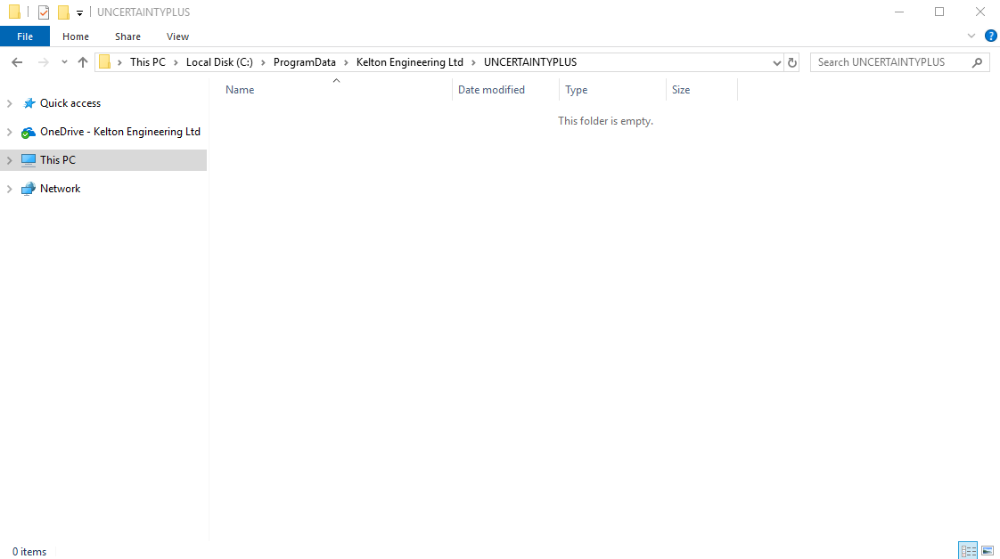 UNCERTAINTYPLUS
File Home Share View
This PC > Local Disk (C:) > ProgramData > Kelton Engineering Ltd > UNCERTAINTYPLUS
Search UNCERTAINTYPLUS
Name Date modified Type Size
This folder is empty.
Quick access
OneDrive - Kelton Engineering Ltd
This PC
Network
0 items